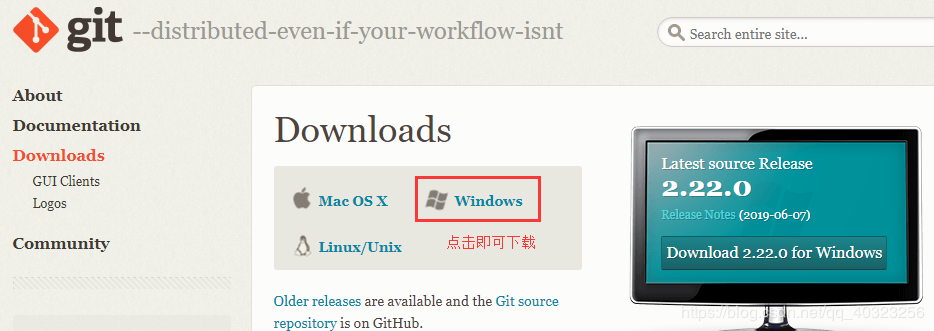 git --distributed-even-if-your-workflow-isnt
Search entire site...
About
Documentation
Downloads
GUI Clients
Logos
Community
Downloads
Mac OS X
Windows
Linux/Unix
点击即可下载
Older releases are available and the Git source
repository is on GitHub.
Latest source Release
2.22.0
Release Notes (2019-06-07)
Download 2.22.0 for Windows
https://blog.csdn.net/qq_40323256